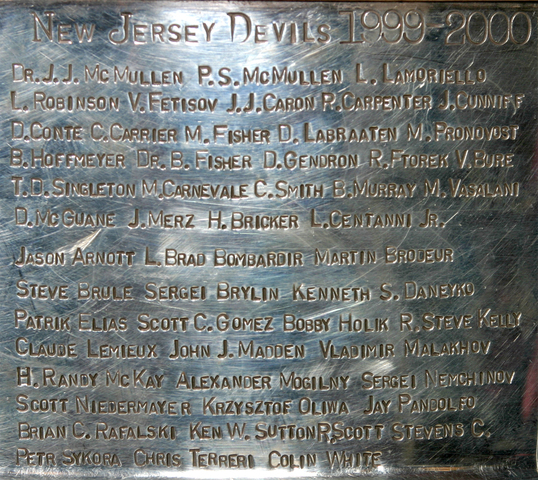 NEW JERSEY DEVILS 1999-2000
DR. J. J. MCMULLEN P.S. MCMULLEN L. LAMORIELLO
L. ROBINSON V. FETISOV J.J. CARON R. CARPENTER J. CUNNIFF
D. CONTE C. CARRIER M. FISHER D. LABRAATEN M. PRONOVOST
B. HOFFMEYER DR. B. FISHER D. GENDRON R. FTOREK V. BURE
T.D. SINGLETON M. CARNEVALE C. SMITH B. MURRAY M. VASALANI
D. MCGUANE J. MERZ H. BRICKER L. CENTANNI JR.
JASON ARNOTT L. BRAD BOMBARDIR MARTIN BRODEUR
STEVE BRULE SERGEI BRYLIN KENNETH S. DANEYKO
PATRIK ELIAS SCOTT C. GOMEZ BOBBY HOLIK R. STEVE KELLY
CLAUDE LEMIEUX JOHN J. MADDEN VLADIMIR MALAKHOV
H. RANDY MCKAY ALEXANDER MOGILNY SERGEI NEMCHINOV
SCOTT NIEDERMAYER KRZYSZTOF OLIWA JAY PANDOLFO
BRIAN C. RAFALSKI KEN W. SUTTON R. SCOTT STEVENS C.
PETR SYKORA CHRIS TERRERI COLIN WHITE